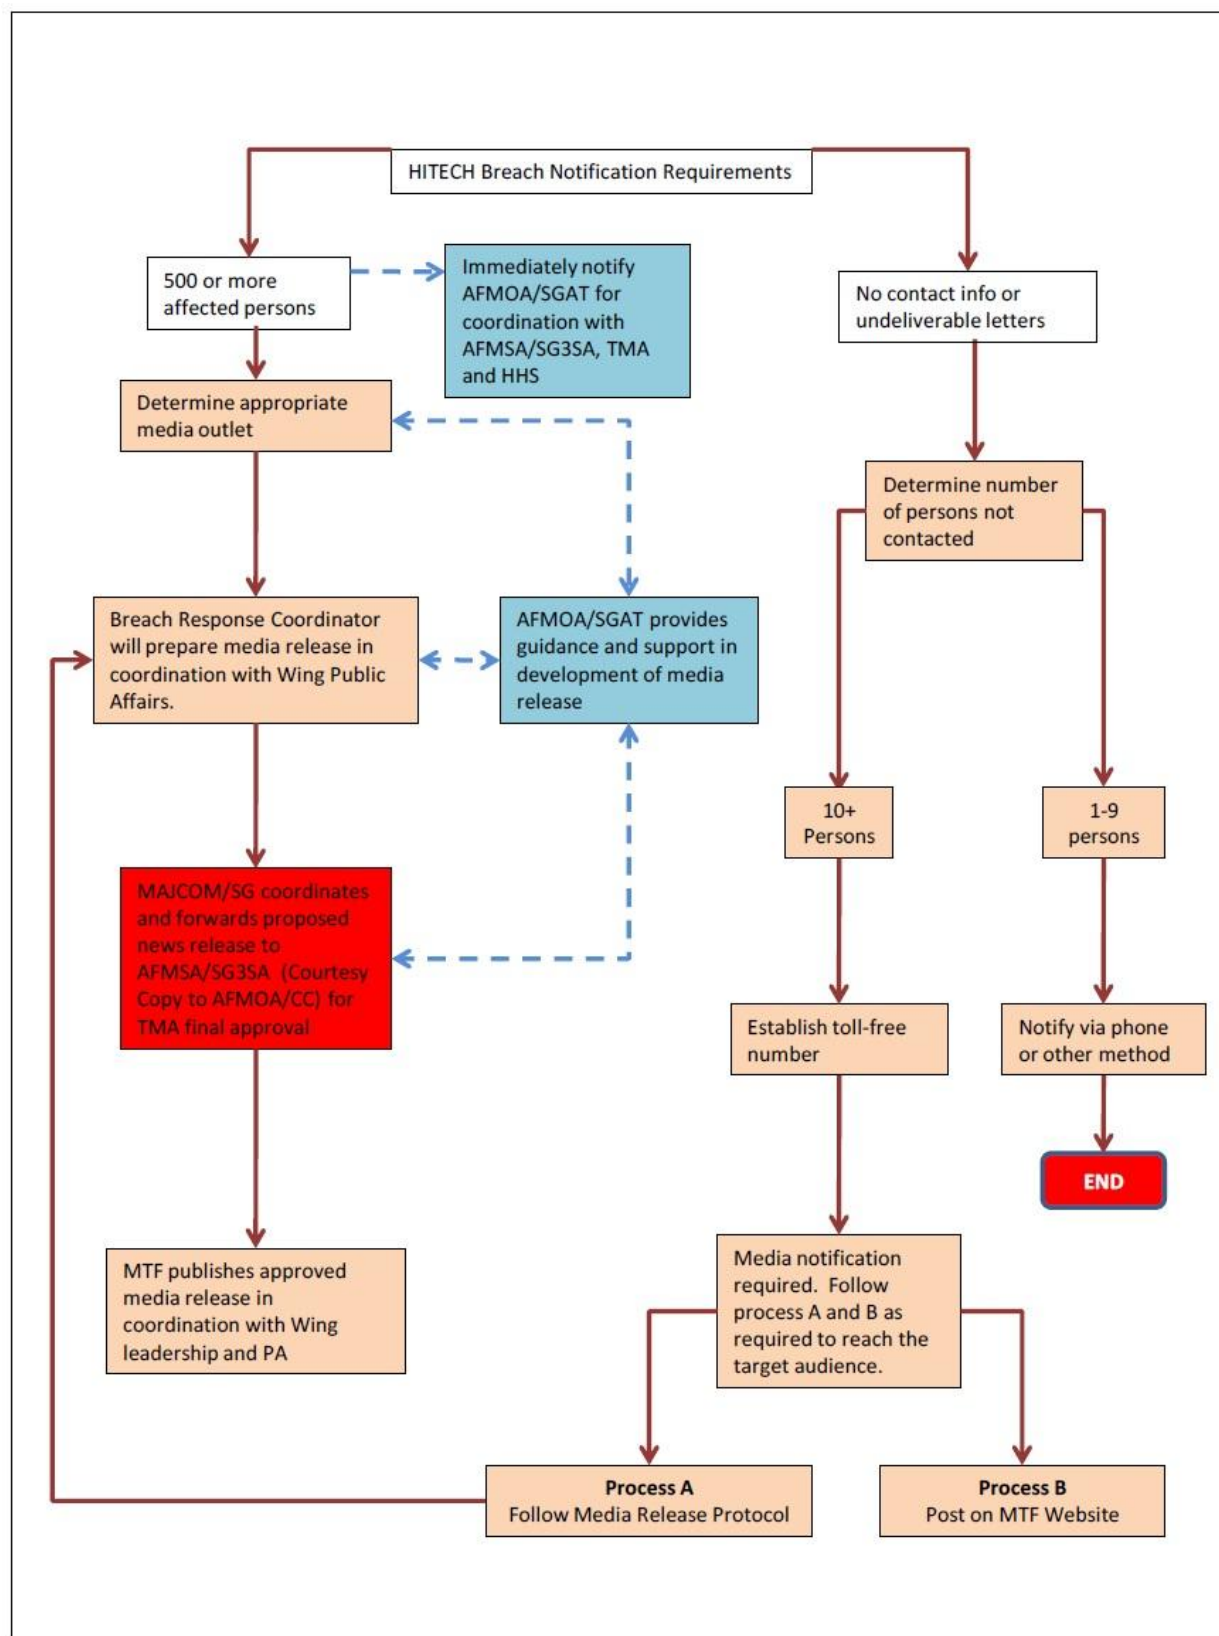 HITECH Breach Notification Requirements
500 or more
affected persons
Immediately notify
AFMOA/SGAT for
coordination with
AFMSA/SG3SA, TMA
and HHS
No contact info or
undeliverable letters
Determine appropriate
media outlet
Determine number
of persons not
contacted
Breach Response Coordinator
will prepare media release in
coordination with Wing Public
Affairs.
AFMOA/SGAT provides
guidance and support in
development of media
release
10+
Persons
1-9
persons
MAJCOM/SG coordinates
and forwards proposed
news release to
AFMSA/SG3SA (Courtesy
Copy to AFMOA/CC) for
TMA final approval
Establish toll-free
number
Notify via phone
or other method
END
MTF publishes approved
media release in
coordination with Wing
leadership and PA
Media notification
required. Follow
process A and B as
required to reach the
target audience.
Process A
Follow Media Release Protocol
Process B
Post on MTF Website